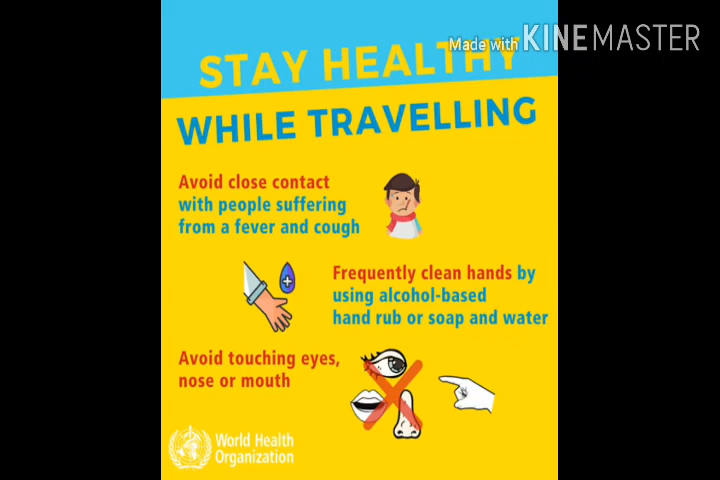 Made with KINEMASTER
STAY HEALTHY
WHILE TRAVELLING
Avoid close contact
with people suffering
from a fever and cough
Frequently clean hands by
using alcohol-based
hand rub or soap and water
Avoid touching eyes,
nose or mouth
World Health
Organization